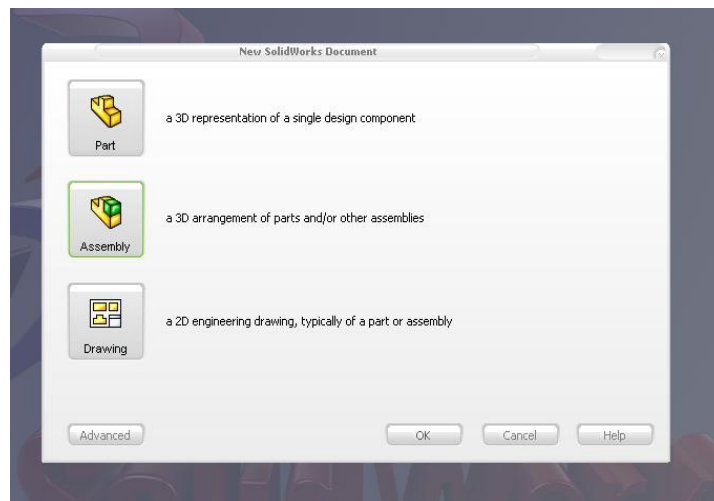 New SolidWorks Document
Part
a 3D representation of a single design component
Assembly
a 3D arrangement of parts and/or other assemblies
Drawing
a 2D engineering drawing, typically of a part or assembly
Advanced
OK
Cancel
Help